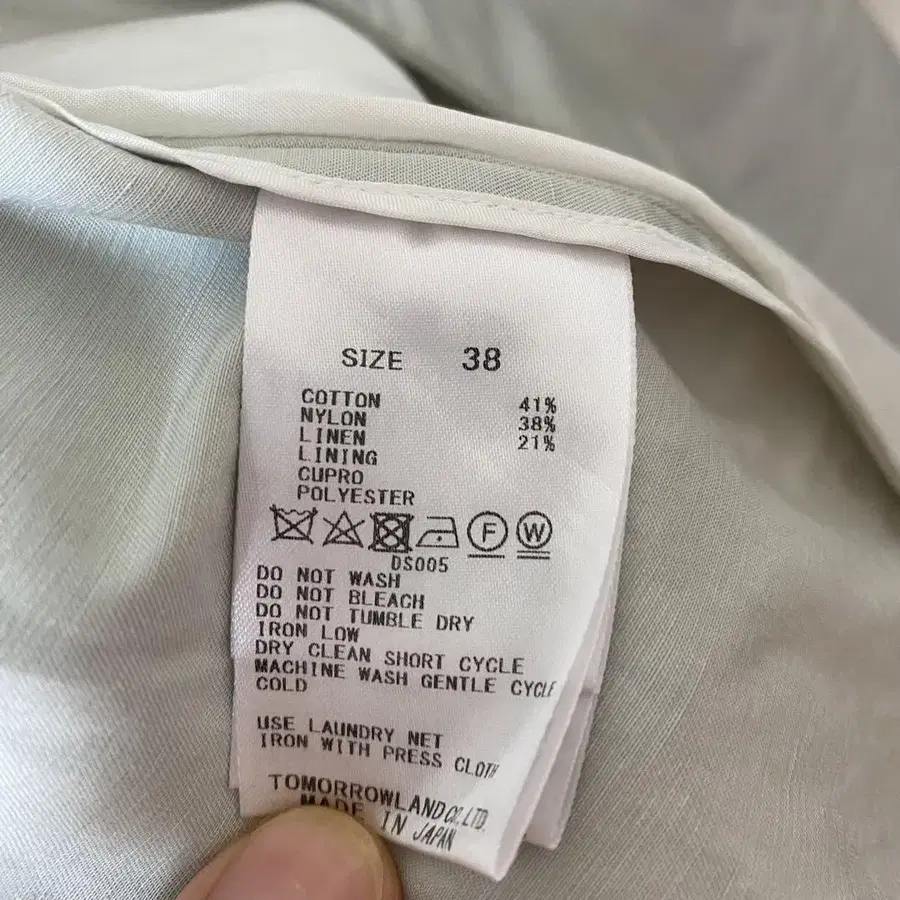 SIZE 38
COTTON 41%
NYLON 38%
LINEN 21%
LINING
CUPRO
POLYESTER
F W
DS005
DO NOT WASH
DO NOT BLEACH
DO NOT TUMBLE DRY
IRON LOW
DRY CLEAN SHORT CYCLE
MACHINE WASH GENTLE CYCLE
COLD
USE LAUNDRY NET
IRON WITH PRESS CLOTH
TOMORROWLAND CO.,LTD.
MADE IN JAPAN